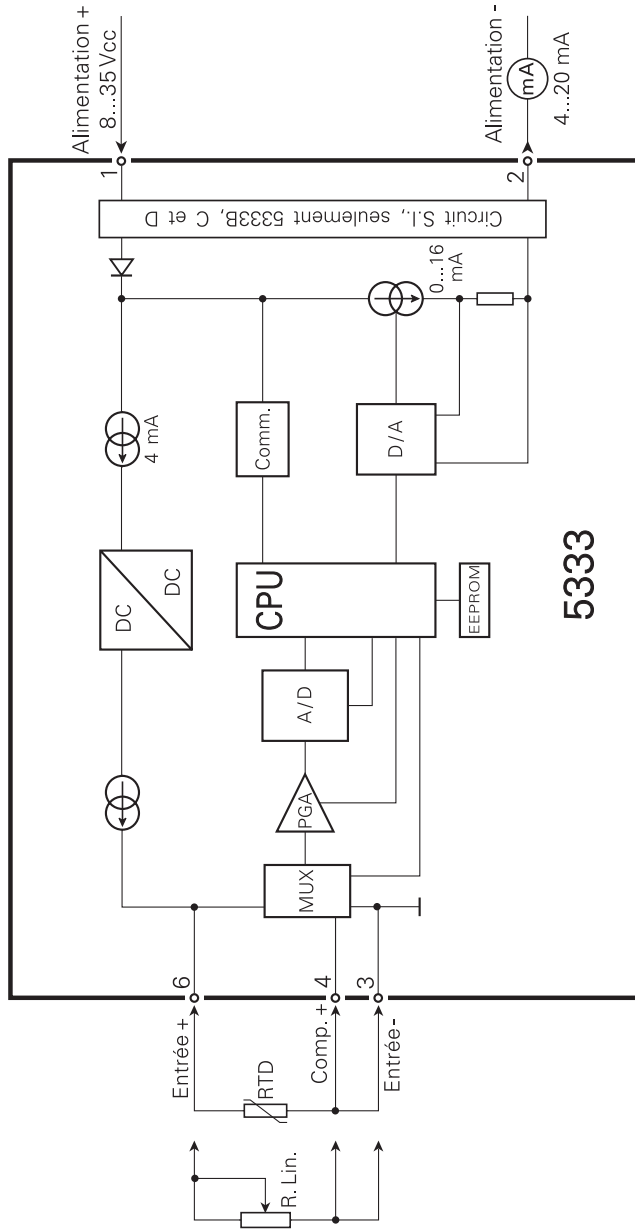 Alimentation +
8...35 Vcc
1
Circuit S.I., seulement 5333B, C et D
Alimentation -
mA
4...20 mA
2
4 mA
0...16
mA
DC
DC
Comm.
D/A
CPU
EEPROM
A/D
PGA
MUX
6
4
3
Entrée +
RTD
Comp. +
Entrée-
R. Lin.
5333